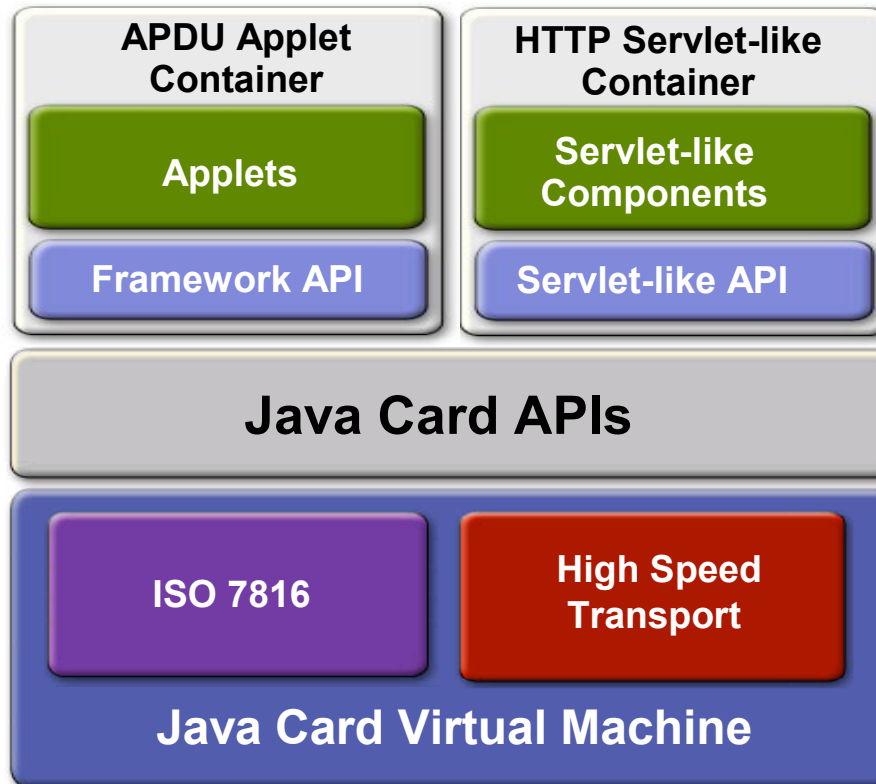 APDU Applet
Container
Applets
Framework API
HTTP Servlet-like
Container
Servlet-like
Components
Servlet-like API
Java Card APIs
ISO 7816
High Speed
Transport
Java Card Virtual Machine